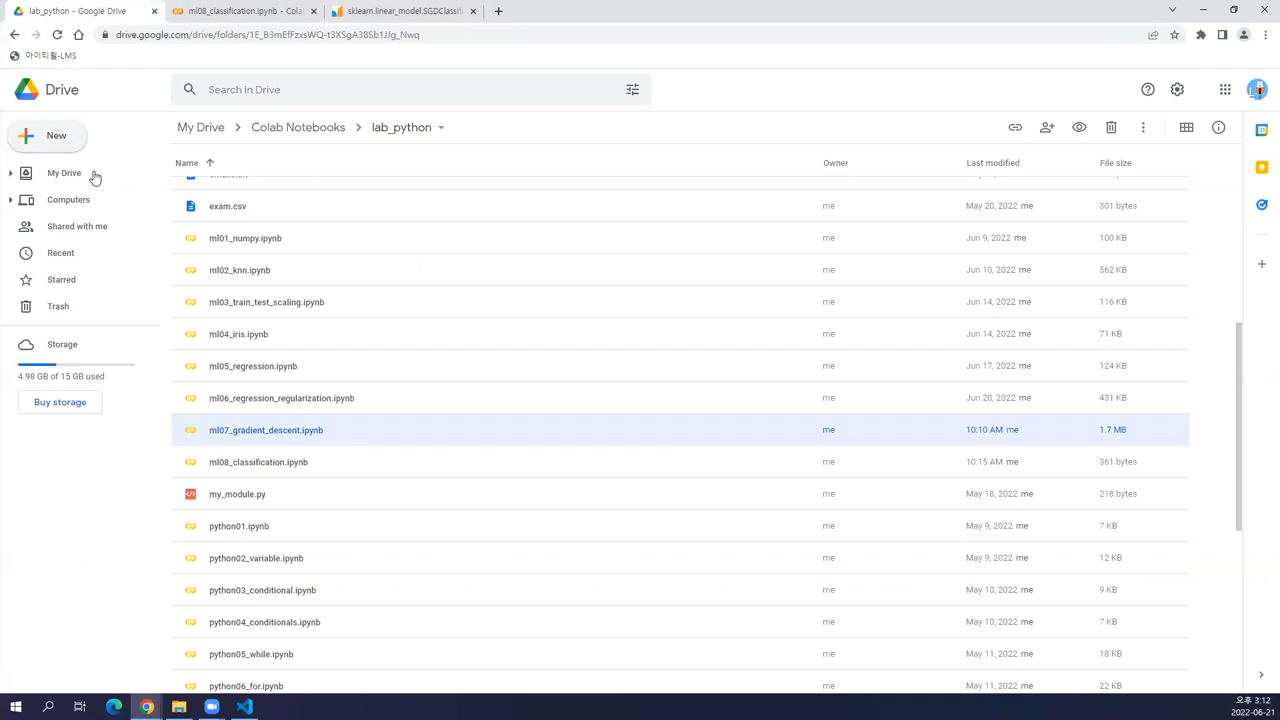 lab_python - Google Drive
ml08_classification.ipynb - Cola
sklearn.linear_model.SGDClassifi
drive.google.com/drive/folders/1E_B3mEfFzxsWQ-t3XSgA38Sb1JJg_Nwq
아이티윌-LMS
Drive
Search in Drive
New
My Drive
Computers
Shared with me
Recent
Starred
Trash
Storage
4.98 GB of 15 GB used
Buy storage
My Drive
Colab Notebooks
lab_python
Name Owner Last modified File size
exam.csv me May 20, 2022 me 301 bytes
ml01_numpy.ipynb me Jun 9, 2022 me 100 KB
ml02_knn.ipynb me Jun 10, 2022 me 562 KB
ml03_train_test_scaling.ipynb me Jun 14, 2022 me 116 KB
ml04_iris.ipynb me Jun 14, 2022 me 71 KB
ml05_regression.ipynb me Jun 17, 2022 me 124 KB
ml06_regression_regularization.ipynb me Jun 20, 2022 me 431 KB
ml07_gradient_descent.ipynb me 10:10 AM me 1.7 MB
ml08_classification.ipynb me 10:15 AM me 361 bytes
my_module.py me May 18, 2022 me 218 bytes
python01.ipynb me May 9, 2022 me 7 KB
python02_variable.ipynb me May 9, 2022 me 12 KB
python03_conditional.ipynb me May 10, 2022 me 9 KB
python04_conditionals.ipynb me May 10, 2022 me 7 KB
python05_while.ipynb me May 11, 2022 me 18 KB
python06_for.ipynb me May 11, 2022 me 22 KB
오후 3:12
2022-06-21